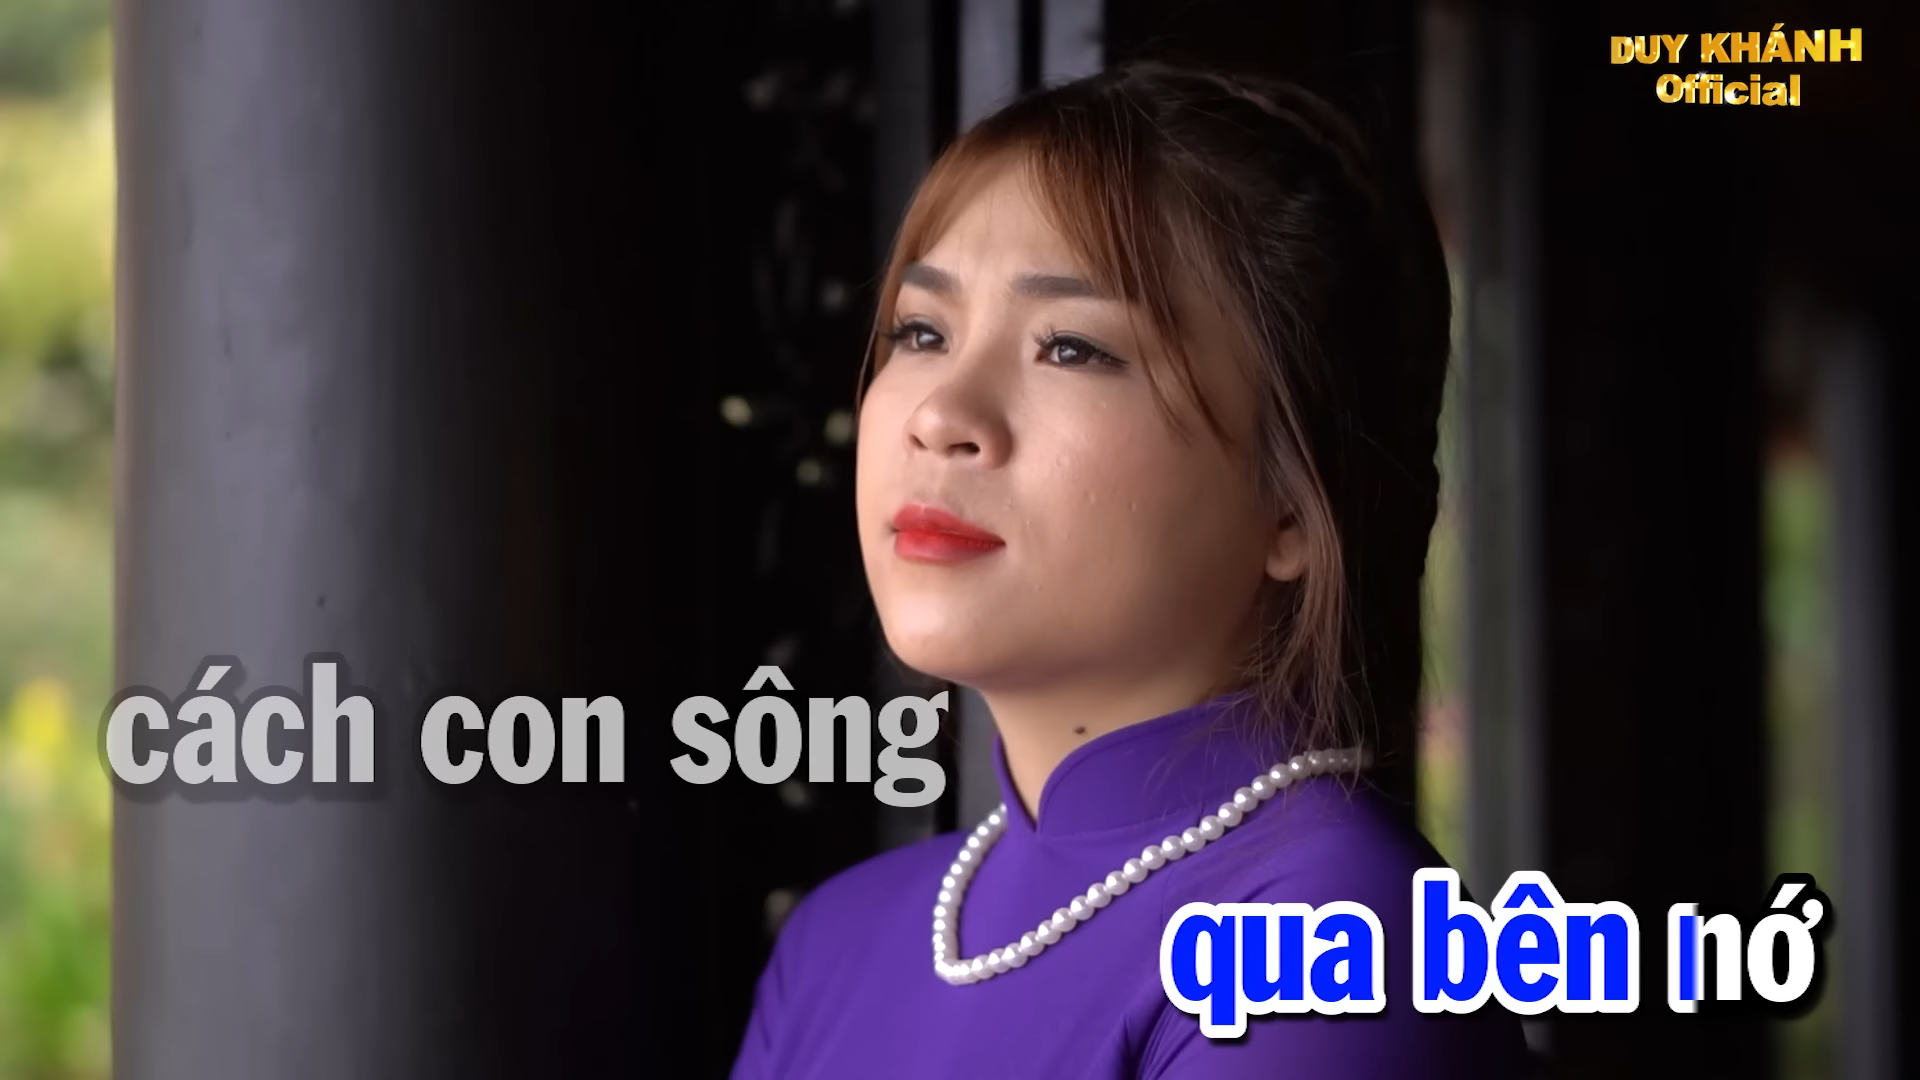 DUY KHÁNH
Official
cách con sông
qua bên nớ